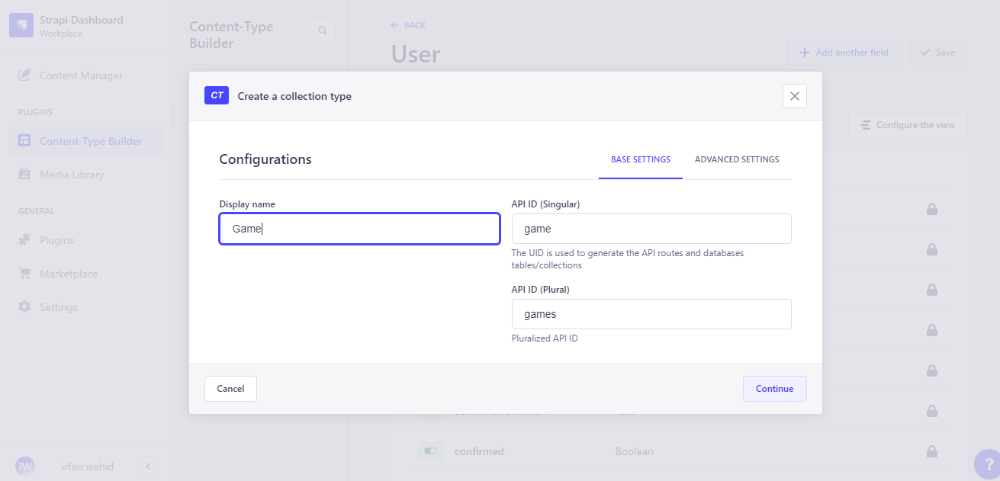 Strapi Dashboard
Workplace
Content Manager
PLUGINS
Content-Type Builder
Media Library
GENERAL
Plugins
Marketplace
Settings
IW
irfan wahid
Content-Type
Builder
BACK
User
Add another field
Save
Configure the view
CT
Create a collection type
Configurations
BASE SETTINGS
ADVANCED SETTINGS
Display name
Game
API ID (Singular)
game
The UID is used to generate the API routes and databases
tables/collections
API ID (Plural)
games
Pluralized API ID
Cancel
Continue
confirmed
Boolean
?